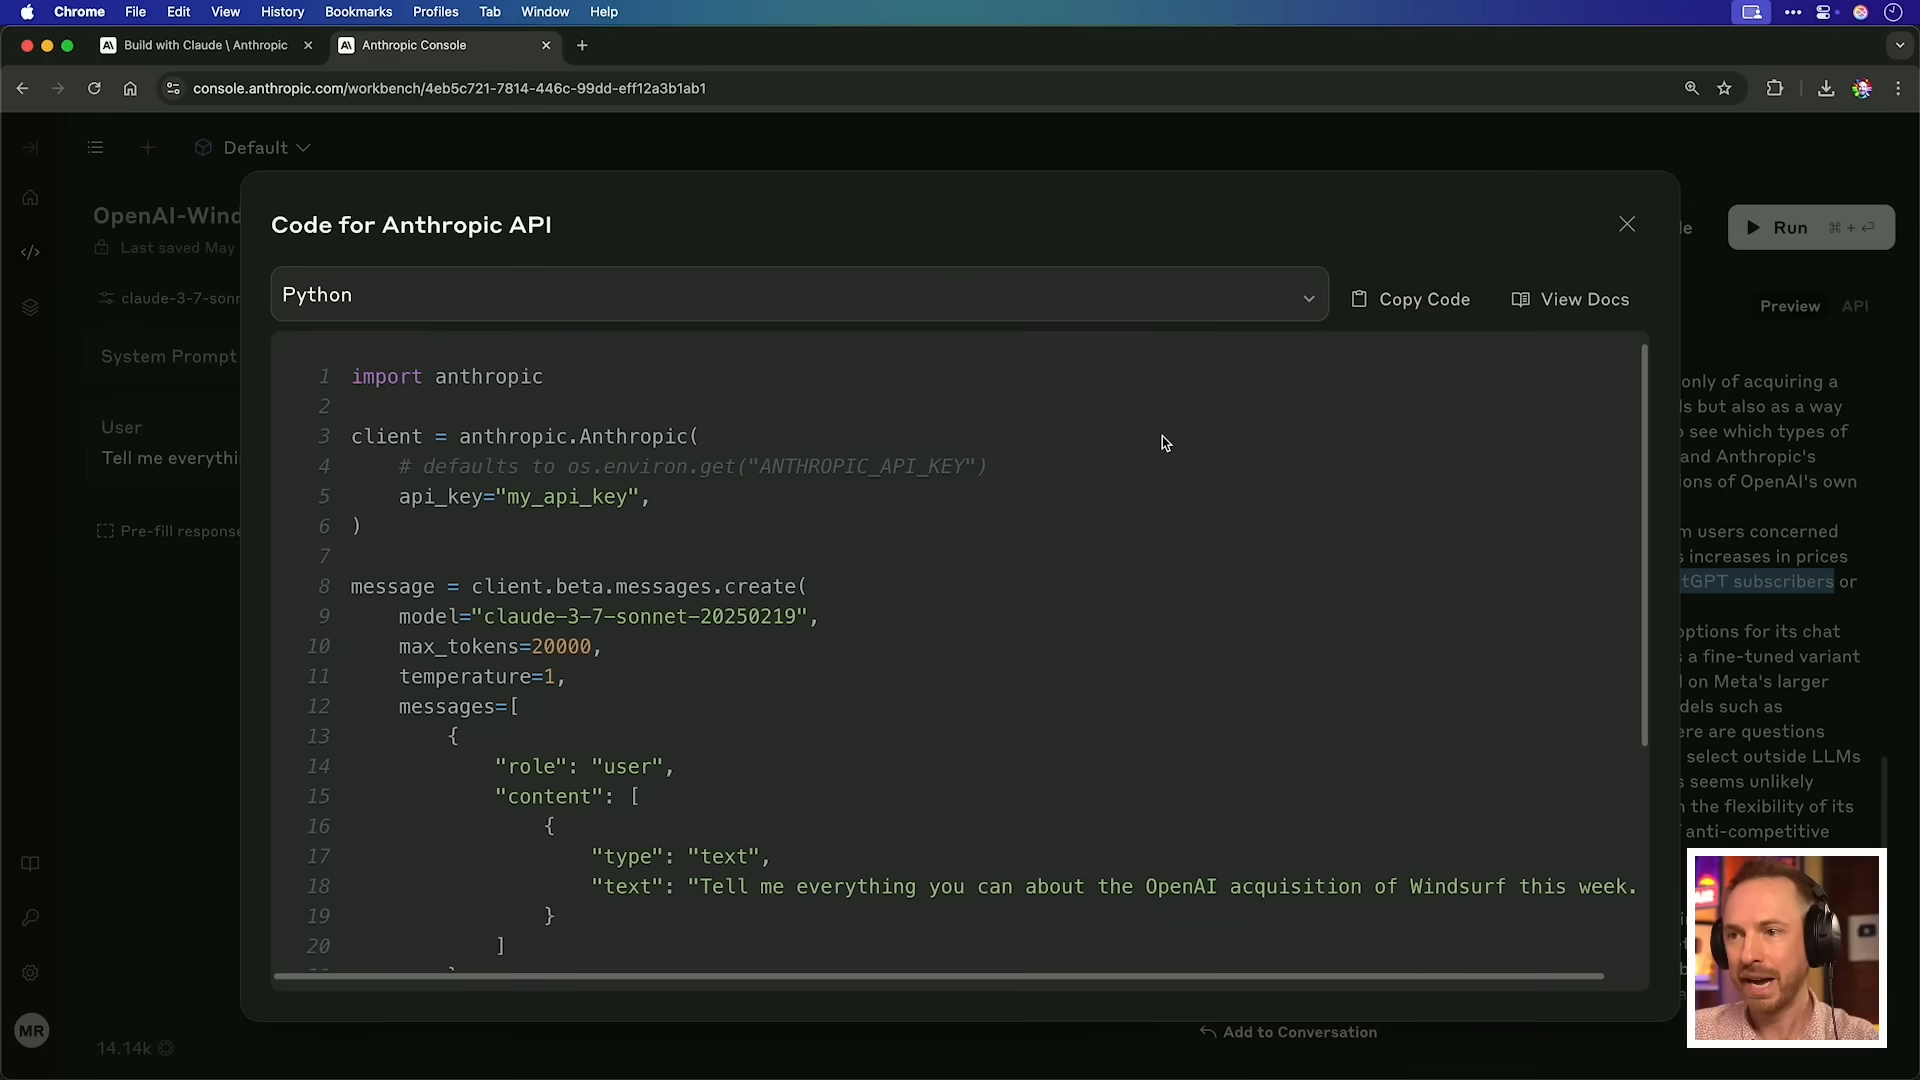 Chrome File Edit View History Bookmarks Profiles Tab Window Help
Build with Claude \ Anthropic
Anthropic Console
console.anthropic.com/workbench/4eb5c721-7814-446c-99dd-eff12a3b1ab1
Default
OpenAI-Wind
Last saved May
claude-3-7-sonn
System Prompt
User
Tell me everythi
Pre-fill response
14.14k
MR
Code for Anthropic API
Python
Copy Code
View Docs
1 import anthropic
2
3 client = anthropic.Anthropic(
4 # defaults to os.environ.get("ANTHROPIC_API_KEY")
5 api_key="my_api_key",
6 )
7
8 message = client.beta.messages.create(
9 model="claude-3-7-sonnet-20250219",
10 max_tokens=20000,
11 temperature=1,
12 messages=[
13 {
14 "role": "user",
15 "content": [
16 {
17 "type": "text",
18 "text": "Tell me everything you can about the OpenAI acquisition of Windsurf this week.
19 }
20 ]
Run ⌘ + ⏎
Preview API
only of acquiring a
ls but also as a way
see which types of
and Anthropic's
ions of OpenAI's own
m users concerned
increases in prices
tGPT subscribers or
options for its chat
a fine-tuned variant
on Meta's larger
dels such as
ere are questions
select outside LLMs
s seems unlikely
the flexibility of its
anti-competitive
Add to Conversation